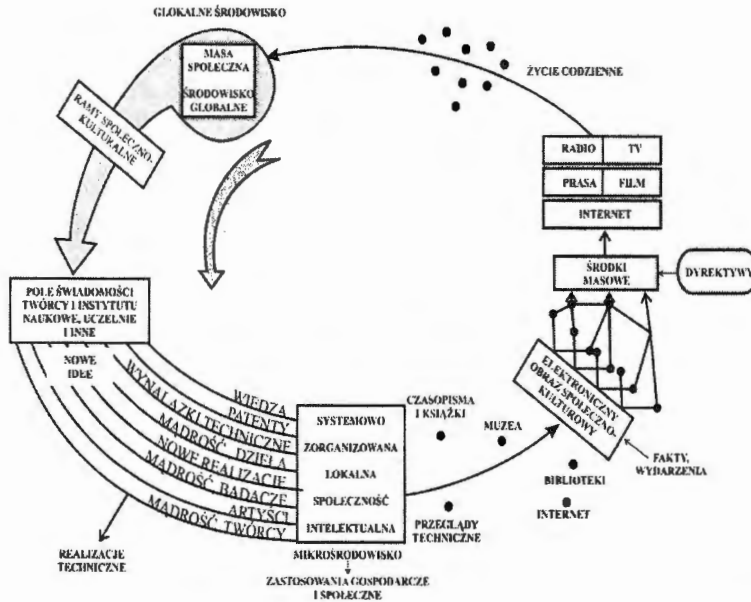 GLOKALNE ŚRODOWISKO
MASA
SPOŁECZNA
ŚRODOWISKO
GLOBALNE
RAMY SPOŁECZNO-
KULTURALNE
ŻYCIE CODZIENNE
RADIO TV
PRASA FILM
INTERNET
ŚRODKI
MASOWE
DYREKTYWY
POLE ŚWIADOMOŚCI
TWÓRCY I INSTYTUTU
NAUKOWE, UCZELNIE
I INNE
NOWE
IDEE
WIEDZA
PATENTY
WYNALAZKI TECHNICZNE
MĄDROŚĆ, DZIEŁA
NOWE REALIZACJE
MĄDROŚĆ, BADACZE
ARTYŚCI
MĄDROŚĆ, TWÓRCY
REALIZACJE
TECHNICZNE
SYSTEMOWO
ZORGANIZOWANA
LOKALNA
SPOŁECZNOŚĆ
INTELEKTUALNA
MIKROŚRODOWISKO
ZASTOSOWANIA GOSPODARCZE
I SPOŁECZNE
CZASOPISMA
I KSIĄŻKI
MUZEA
PRZEGLĄDY
TECHNICZNE
BIBLIOTEKI
INTERNET
ELEKTRONICZNY
OBRAZ SPOŁECZNO-
KULTUROWY
FAKTY,
WYDARZENIA